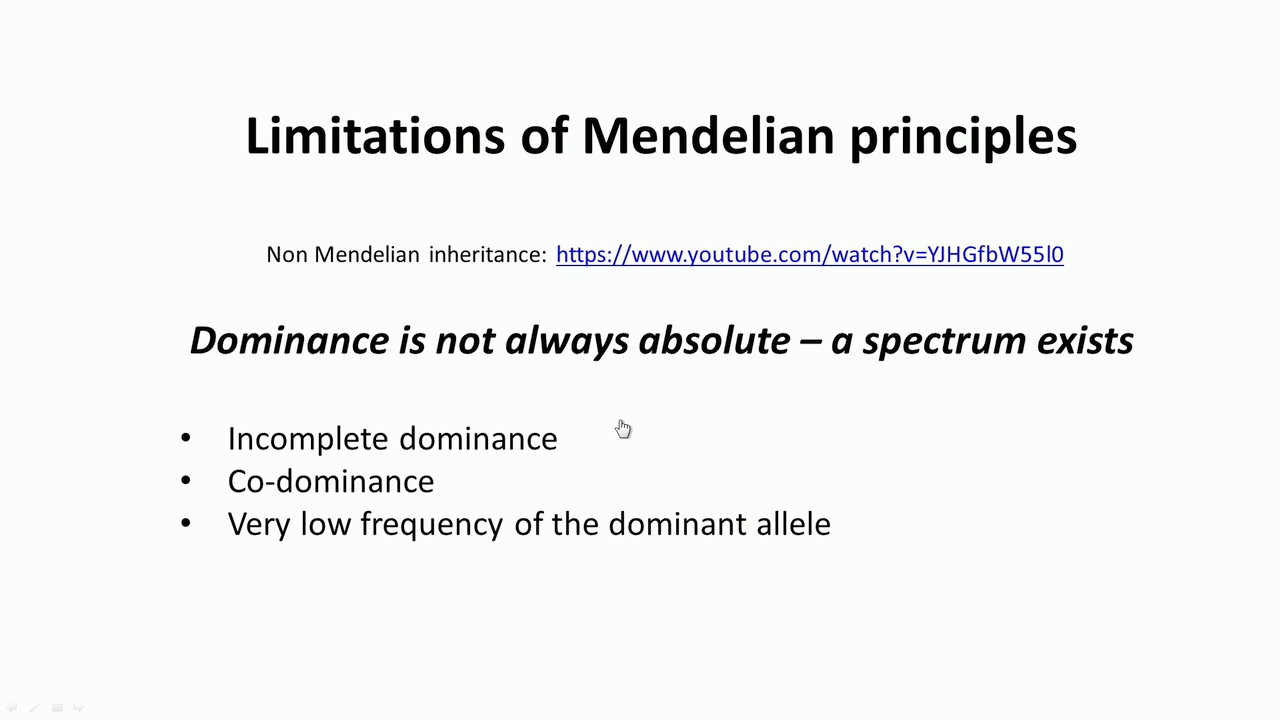 Limitations of Mendelian principles
Non Mendelian inheritance: https://www.youtube.com/watch?v=YJHGfbW55l0
Dominance is not always absolute – a spectrum exists
• Incomplete dominance
• Co-dominance
• Very low frequency of the dominant allele